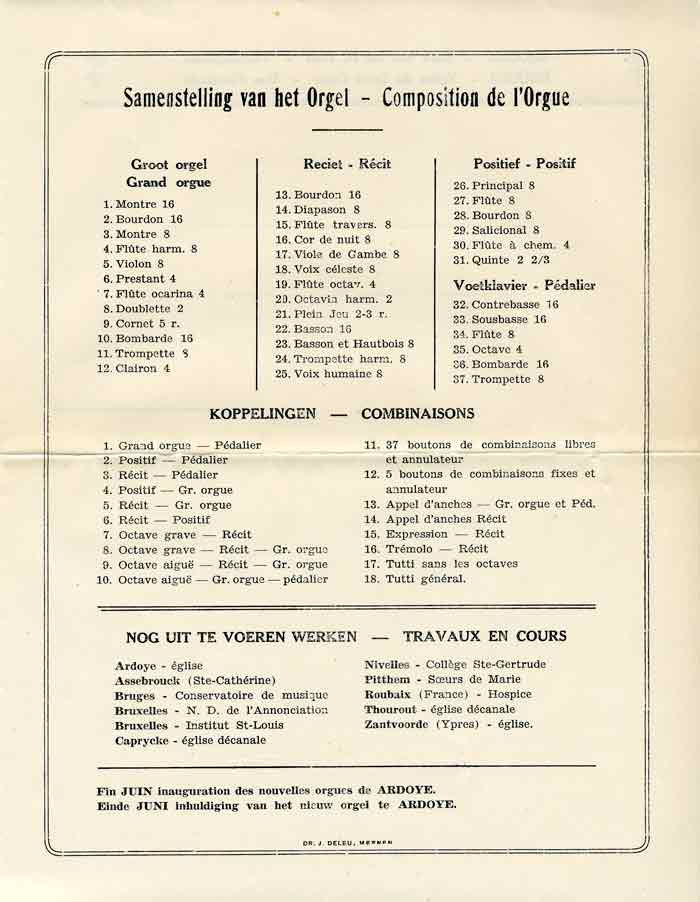 Samenstelling van het Orgel - Composition de l'Orgue
Groot orgel
Grand orgue
1. Montre 16
2. Bourdon 16
3. Montre 8
4. Flûte harm. 8
5. Violon 8
6. Prestant 4
7. Flûte ocarina 4
8. Doublette 2
9. Cornet 5 r.
10. Bombarde 16
11. Trompette 8
12. Clairon 4
Reciet - Récit
13. Bourdon 16
14. Diapason 8
15. Flûte travers. 8
16. Cor de nuit 8
17. Viole de Gambe 8
18. Voix céleste 8
19. Flûte octav. 4
20. Octavin harm. 2
21. Plein Jeu 2-3 r.
22. Basson 16
23. Basson et Hautbois 8
24. Trompette harm. 8
25. Voix humaine 8
Positief - Positif
26. Principal 8
27. Flûte 8
28. Bourdon 8
29. Salicional 8
30. Flûte à chem. 4
31. Quinte 2 2/3
Voetklavier - Pédalier
32. Contrebasse 16
33. Sousbasse 16
34. Flûte 8
35. Octave 4
36. Bombarde 16
37. Trompette 8
KOPPELINGEN — COMBINAISONS
1. Grand orgue — Pédalier
2. Positif — Pédalier
3. Récit — Pédalier
4. Positif — Gr. orgue
5. Récit — Gr. orgue
6. Récit — Positif
7. Octave grave — Récit
8. Octave grave — Récit — Gr. orgue
9. Octave aiguë — Récit — Gr. orgue
10. Octave aiguë — Gr. orgue — pédalier
11. 37 boutons de combinaisons libres
et annulateur
12. 5 boutons de combinaisons fixes et
annulateur
13. Appel d'anches — Gr. orgue et Péd.
14. Appel d'anches Récit
15. Expression — Récit
16. Trémolo — Récit
17. Tutti sans les octaves
18. Tutti général.
NOG UIT TE VOEREN WERKEN — TRAVAUX EN COURS
Ardoye - église
Assebrouck (Ste-Cathérine)
Bruges - Conservatoire de musique
Bruxelles - N. D. de l'Annonciation
Bruxelles - Institut St-Louis
Caprycke - église décanale
Nivelles - Collège Ste-Gertrude
Pitthem - Sœurs de Marie
Roubaix (France) - Hospice
Thourout - église décanale
Zantvoorde (Ypres) - église.
Fin JUIN inauguration des nouvelles orgues de ARDOYE.
Einde JUNI inhuldiging van het nieuw orgel te ARDOYE.
DR. J. DELEU, MEENEN